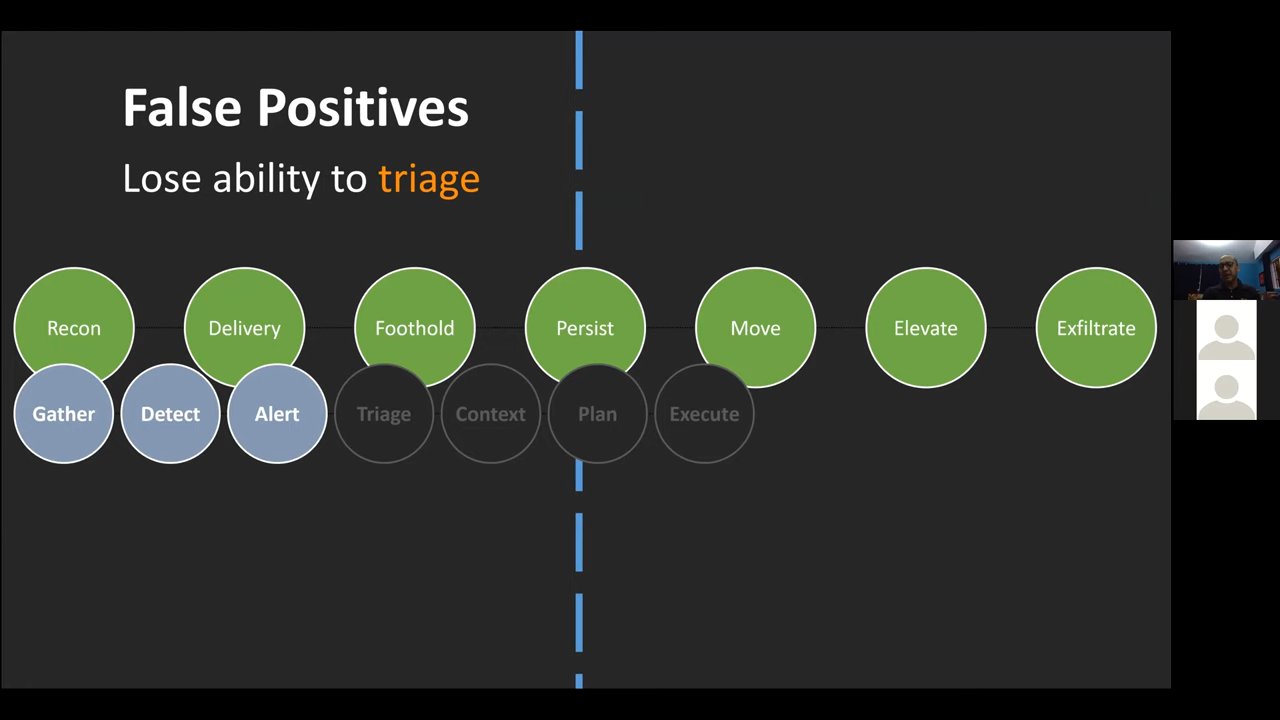 False Positives
Lose ability to triage
Recon Delivery Foothold Persist Move Elevate Exfiltrate
Gather Detect Alert Triage Context Plan Execute